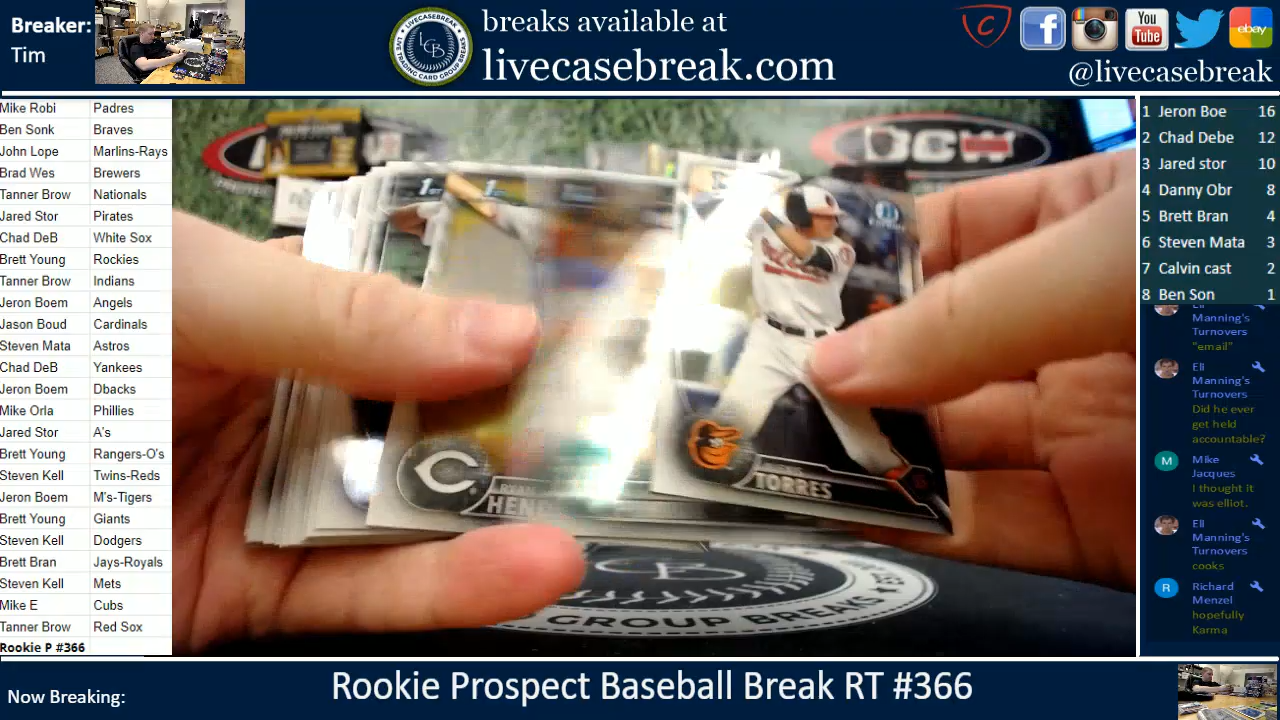 Breaker:
Tim
breaks available at
livecasebreak.com
@livecasebreak
You
Tube
ebay
Mike Robi Padres
Ben Sonk Braves
John Lope Marlins-Rays
Brad Wes Brewers
Tanner Brow Nationals
Jared Stor Pirates
Chad DeB White Sox
Brett Young Rockies
Tanner Brow Indians
Jeron Boem Angels
Jason Boud Cardinals
Steven Mata Astros
Chad DeB Yankees
Jeron Boem Dbacks
Mike Orla Phillies
Jared Stor A's
Brett Young Rangers-O's
Steven Kell Twins-Reds
Jeron Boem M's-Tigers
Brett Young Giants
Steven Kell Dodgers
Brett Bran Jays-Royals
Steven Kell Mets
Mike E Cubs
Tanner Brow Red Sox
Rookie P #366
TORRES
GROUP BREAKS
1 Jeron Boe 16
2 Chad Debe 12
3 Jared stor 10
4 Danny Obr 8
5 Brett Bran 4
6 Steven Mata 3
7 Calvin cast 2
8 Ben Son 1
Manning's
Turnovers
"email"
Eli
Manning's
Turnovers
Did he ever
get held
accountable?
M
Mike
Jacques
I thought it
was elliot.
Eli
Manning's
Turnovers
cooks
R
Richard
Menzel
hopefully
Karma
Now Breaking:
Rookie Prospect Baseball Break RT #366